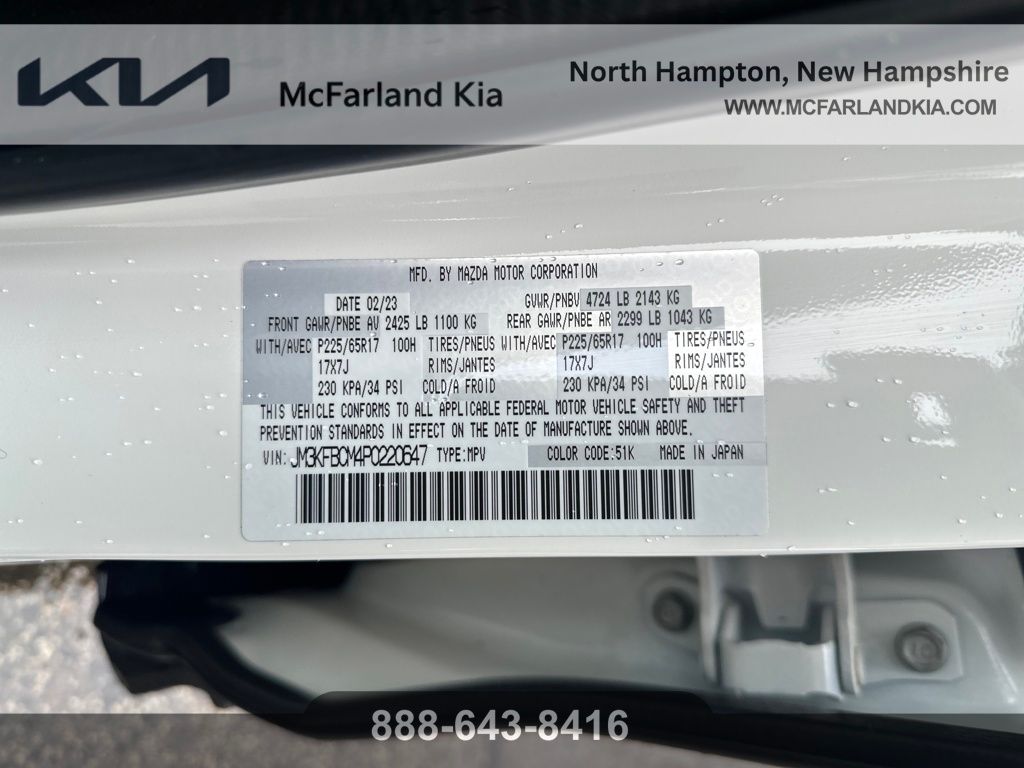 KIA McFarland Kia
North Hampton, New Hampshire
WWW.MCFARLANDKIA.COM
MFD. BY MAZDA MOTOR CORPORATION
DATE 02/23 GVWR/PNBV 4724 LB 2143 KG
FRONT GAWR/PNBE AV 2425 LB 1100 KG REAR GAWR/PNBE AR 2299 LB 1043 KG
WITH/AVEC P225/65R17 100H TIRES/PNEUS WITH/AVEC P225/65R17 100H TIRES/PNEUS
17X7J RIMS/JANTES 17X7J RIMS/JANTES
230 KPA/34 PSI COLD/A FROID 230 KPA/34 PSI COLD/A FROID
THIS VEHICLE CONFORMS TO ALL APPLICABLE FEDERAL MOTOR VEHICLE SAFETY AND THEFT
PREVENTION STANDARDS IN EFFECT ON THE DATE OF MANUFACTURE SHOWN ABOVE.
VIN: JM3KFBCM4P0220647 TYPE:MPV COLOR CODE:51K MADE IN JAPAN
888-643-8416